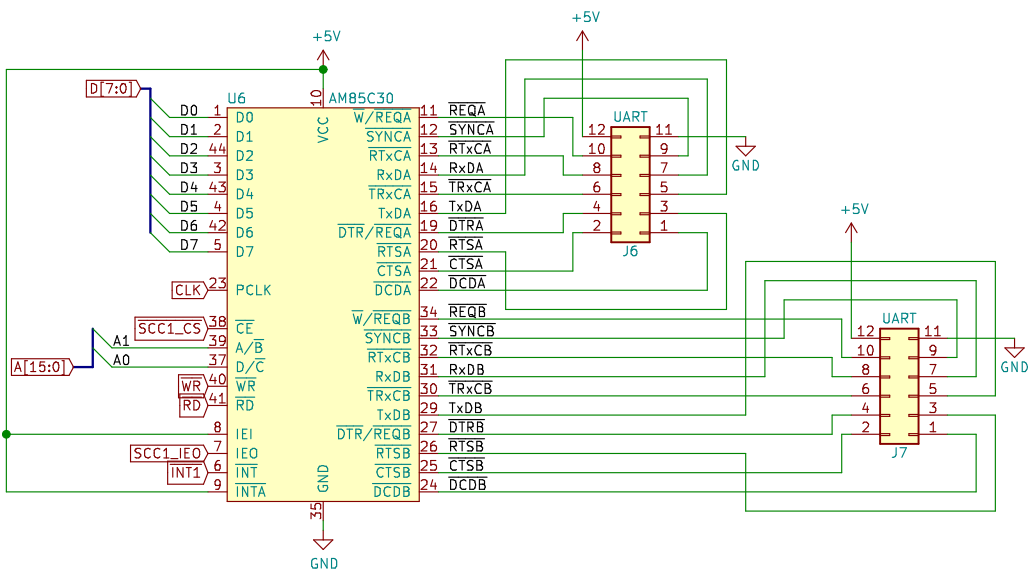 +5V
+5V
D[7:0]
U6
10
AM85C30
VCC
D0 1 D0
D1 2 D1
D2 44 D2
D3 3 D3
D4 43 D4
D5 4 D5
D6 42 D6
D7 5 D7
CLK 23 PCLK
SCC1_CS 38 CE
A1 39 A/B
A[15:0]
A0 37 D/C
WR 40 WR
RD 41 RD
8 IEI
SCC1_IEO 7 IEO
INT1 6 INT
9 INTA
W/REQA 11 REQA
SYNCA 12 SYNCA
RTxCA 13 RTxCA
RxDA 14 RxDA
TRxCA 15 TRxCA
TxDA 16 TxDA
DTR/REQA 19 DTRA
RTSA 20 RTSA
CTSA 21 CTSA
DCDA 22 DCDA
W/REQB 34 REQB
SYNCB 33 SYNCB
RTxCB 32 RTxCB
RxDB 31 RxDB
TRxCB 30 TRxCB
TxDB 29 TxDB
DTR/REQB 27 DTRB
RTSB 26 RTSB
CTSB 25 CTSB
DCDB 24 DCDB
GND
35
GND
UART
12 11
10 9
8 7
6 5
4 3
2 1
J6
GND
+5V
UART
12 11
10 9
8 7
6 5
4 3
2 1
J7
GND